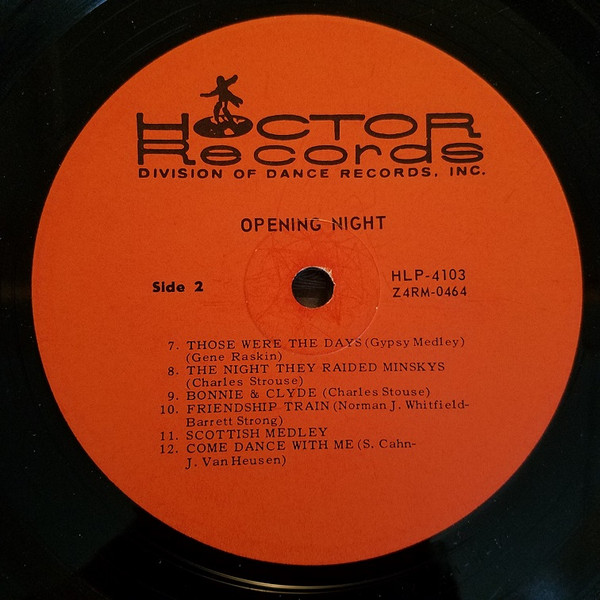 HOCTOR
Records
DIVISION OF DANCE RECORDS, INC.
OPENING NIGHT
Side 2
HLP-4103
Z4RM-0464
7. THOSE WERE THE DAYS (Gypsy Medley)
(Gene Raskin)
8. THE NIGHT THEY RAIDED MINSKYS
(Charles Strouse)
9. BONNIE & CLYDE (Charles Stouse)
10. FRIENDSHIP TRAIN (Norman J. Whitfield-
Barrett Strong)
11. SCOTTISH MEDLEY
12. COME DANCE WITH ME (S. Cahn-
J. Van Heusen)